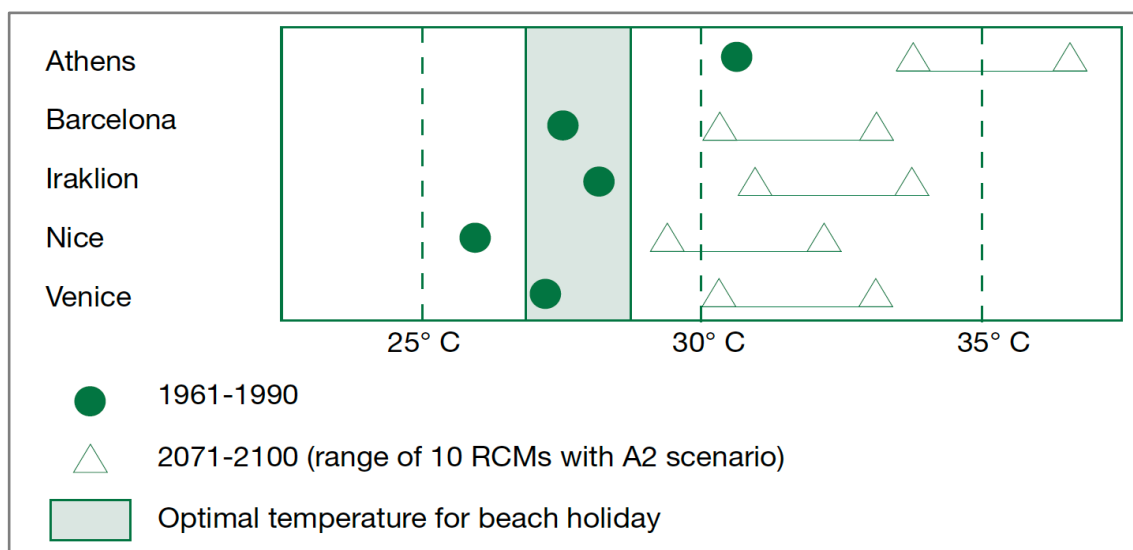 Athens
Barcelona
Iraklion
Nice
Venice
25° C
30° C
35° C
1961-1990
2071-2100 (range of 10 RCMs with A2 scenario)
Optimal temperature for beach holiday